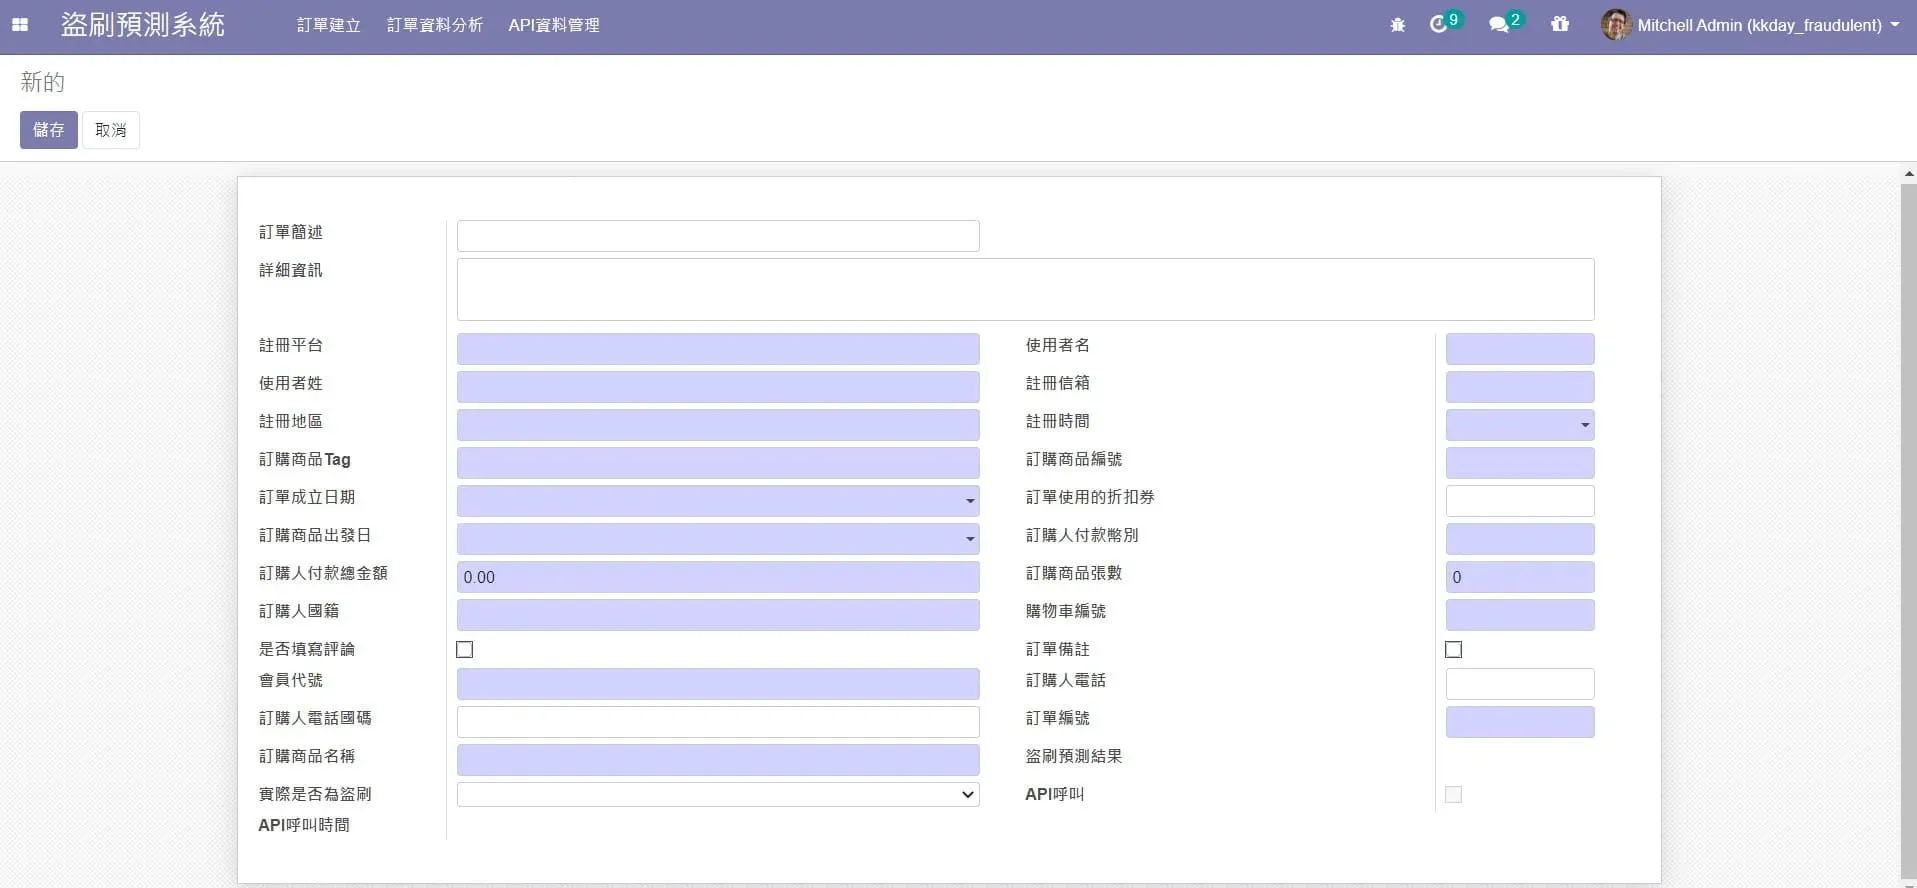 盜刷預測系統 訂單建立 訂單資料分析 API資料管理 9 2 Mitchell Admin (kkday_fraudulent)
新的
儲存 取消
訂單簡述
詳細資訊
註冊平台 使用者名
使用者姓 註冊信箱
註冊地區 註冊時間
訂購商品Tag 訂購商品編號
訂單成立日期 訂單使用的折扣券
訂購商品出發日 訂購人付款幣別
訂購人付款總金額 0.00 訂購商品張數 0
訂購人國籍 購物車編號
是否填寫評論 訂單備註
會員代號 訂購人電話
訂購人電話國碼 訂單編號
訂購商品名稱 盜刷預測結果
實際是否為盜刷 API呼叫
API呼叫時間